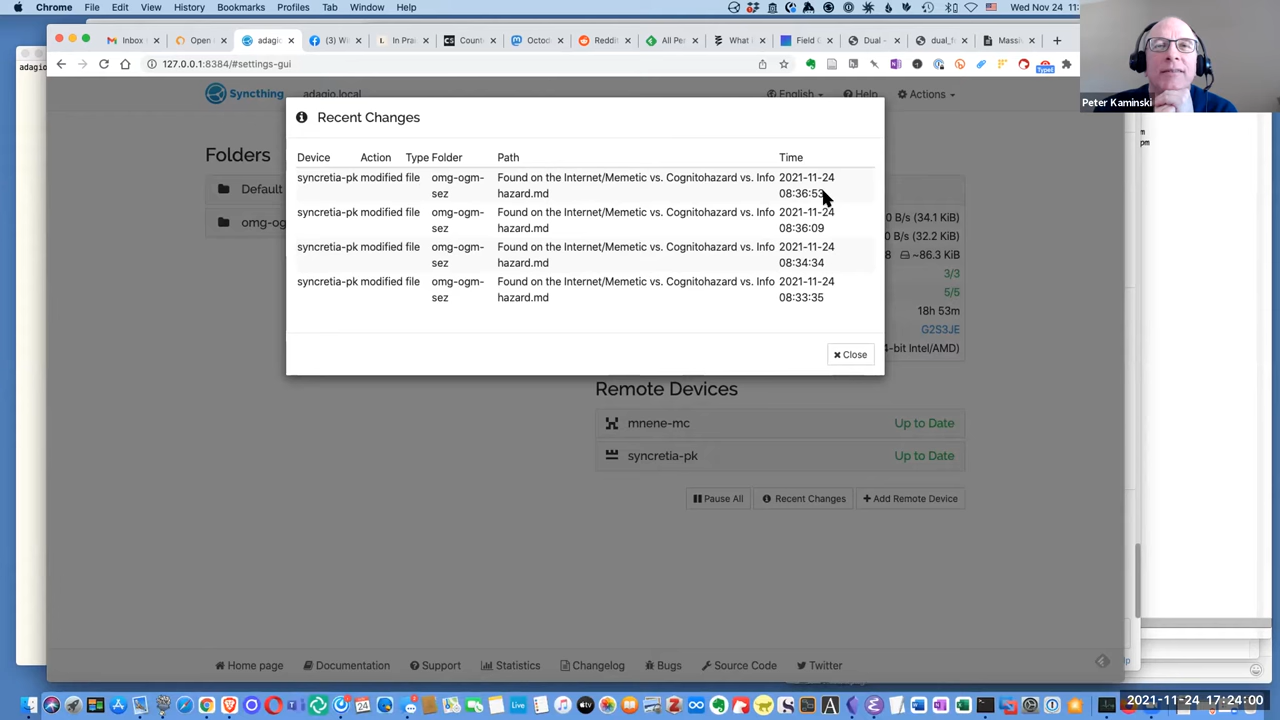 Chrome File Edit View History Bookmarks Profiles Tab Window Help
Wed Nov 24 11:
adagio
Inbox
Open
adagio
(3) W
In Prac
Count
Octod
Reddi
All Pe
What
Field G
Dual -
dual_fo
Massiv
127.0.0.1:8384/#settings-gui
Type!
Peter Kaminski
Syncthing
adagio.local
English
Help
Actions
Folders
Default
omg-og
Recent Changes
Device Action Type Folder Path Time
syncretia-pk modified file omg-ogm- Found on the Internet/Memetic vs. Cognitohazard vs. Info 2021-11-24
sez hazard.md 08:36:53
syncretia-pk modified file omg-ogm- Found on the Internet/Memetic vs. Cognitohazard vs. Info 2021-11-24
sez hazard.md 08:36:09
syncretia-pk modified file omg-ogm- Found on the Internet/Memetic vs. Cognitohazard vs. Info 2021-11-24
sez hazard.md 08:34:34
syncretia-pk modified file omg-ogm- Found on the Internet/Memetic vs. Cognitohazard vs. Info 2021-11-24
sez hazard.md 08:33:35
Close
0 B/s (34.1 KiB)
0 B/s (32.2 KiB)
8 ~86.3 KiB
3/3
5/5
18h 53m
G2S3JE
4-bit Intel/AMD)
m
pm
Remote Devices
mnene-mc Up to Date
syncretia-pk Up to Date
Pause All
Recent Changes
Add Remote Device
Home page
Documentation
Support
Statistics
Changelog
Bugs
Source Code
Twitter
Live
2021-11-24 17:24:00